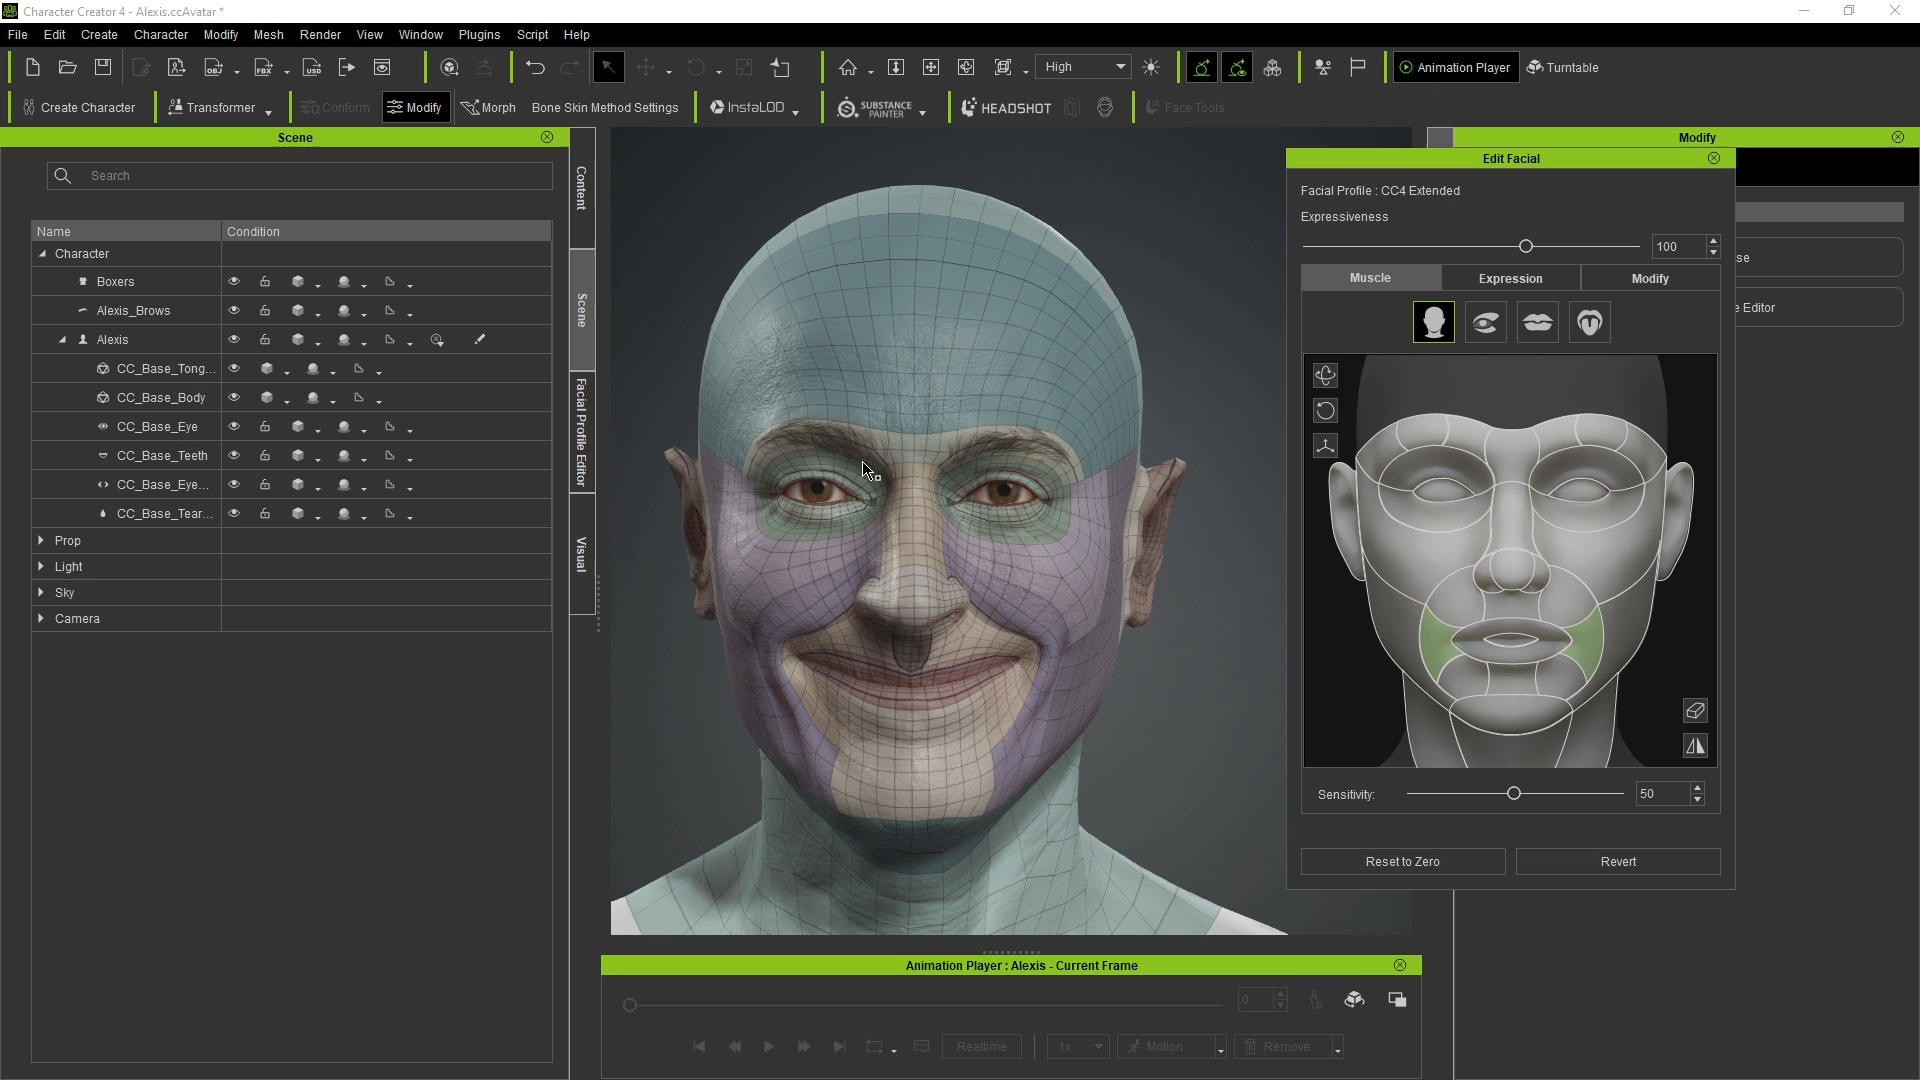 Character Creator 4 - Alexis.ccAvatar *
File Edit Create Character Modify Mesh Render View Window Plugins Script Help
OBJ FBX USD High Animation Player Turntable
Create Character Transformer Conform Modify Morph Bone Skin Method Settings InstaLOD SUBSTANCE PAINTER HEADSHOT Face Tools
Scene
Search
Name Condition
Character
Boxers
Alexis_Brows
Alexis
CC_Base_Tong...
CC_Base_Body
CC_Base_Eye
CC_Base_Teeth
CC_Base_Eye...
CC_Base_Tear...
Prop
Light
Sky
Camera
Content
Scene
Facial Profile Editor
Visual
Modify
Edit Facial
Facial Profile : CC4 Extended
Expressiveness
100
se
Muscle Expression Modify
e Editor
Sensitivity: 50
Reset to Zero Revert
Animation Player : Alexis - Current Frame
0
Realtime 1x Motion Remove